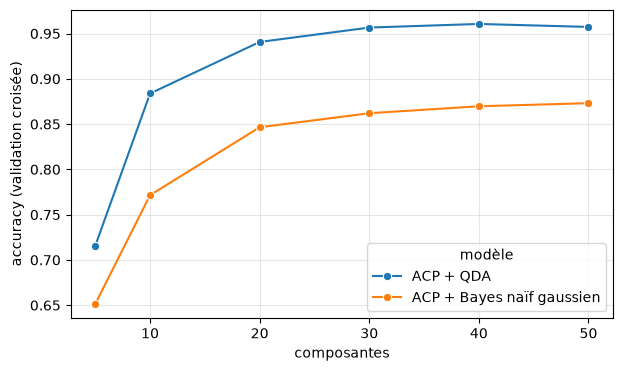 accuracy (validation croisée)
0.95
0.90
0.85
0.80
0.75
0.70
0.65
modèle
ACP + QDA
ACP + Bayes naïf gaussien
10 20 30 40 50
composantes